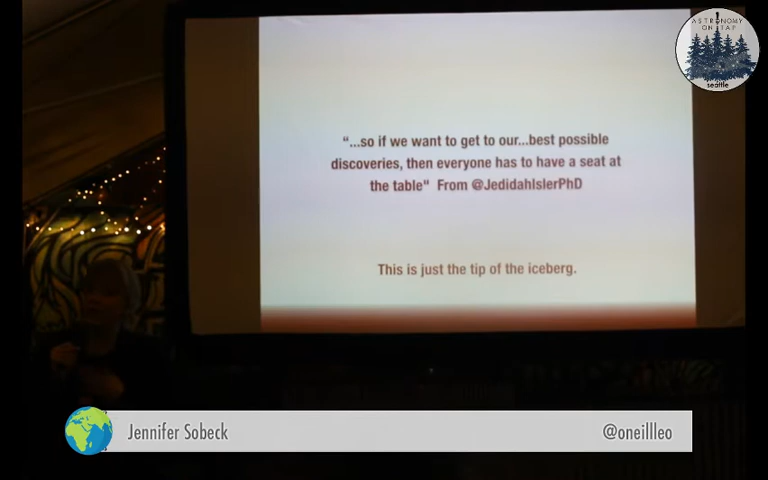 ASTRONOMY
ON TAP
seattle
"...so if we want to get to our...best possible
discoveries, then everyone has to have a seat at
the table" From @JedidahIslerPhD
This is just the tip of the iceberg.
Jennifer Sobeck
@oneillleo